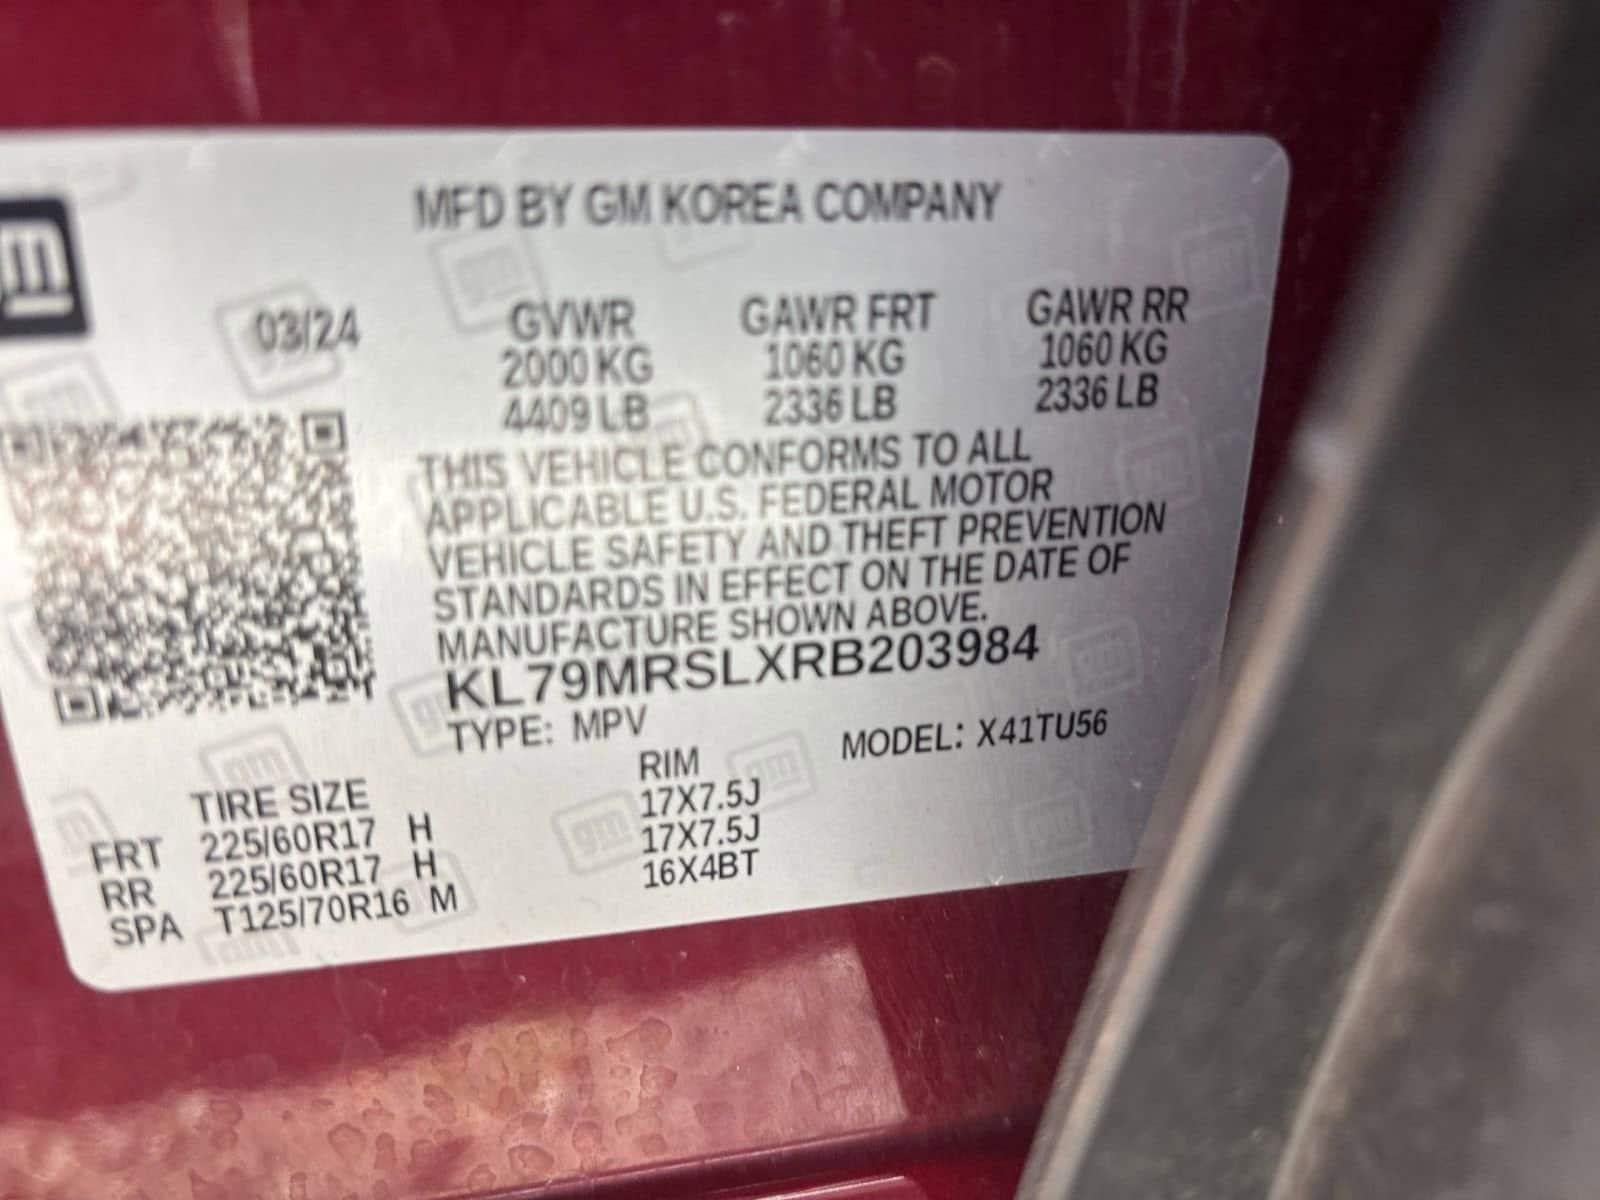 gm
MFD BY GM KOREA COMPANY
03/24
GVWR GAWR FRT GAWR RR
2000 KG 1060 KG 1060 KG
4409 LB 2336 LB 2336 LB
THIS VEHICLE CONFORMS TO ALL
APPLICABLE U.S. FEDERAL MOTOR
VEHICLE SAFETY AND THEFT PREVENTION
STANDARDS IN EFFECT ON THE DATE OF
MANUFACTURE SHOWN ABOVE.
KL79MRSLXRB203984
TYPE: MPV MODEL: X41TU56
TIRE SIZE RIM
FRT 225/60R17 H 17X7.5J
RR 225/60R17 H 17X7.5J
SPA T125/70R16 M 16X4BT